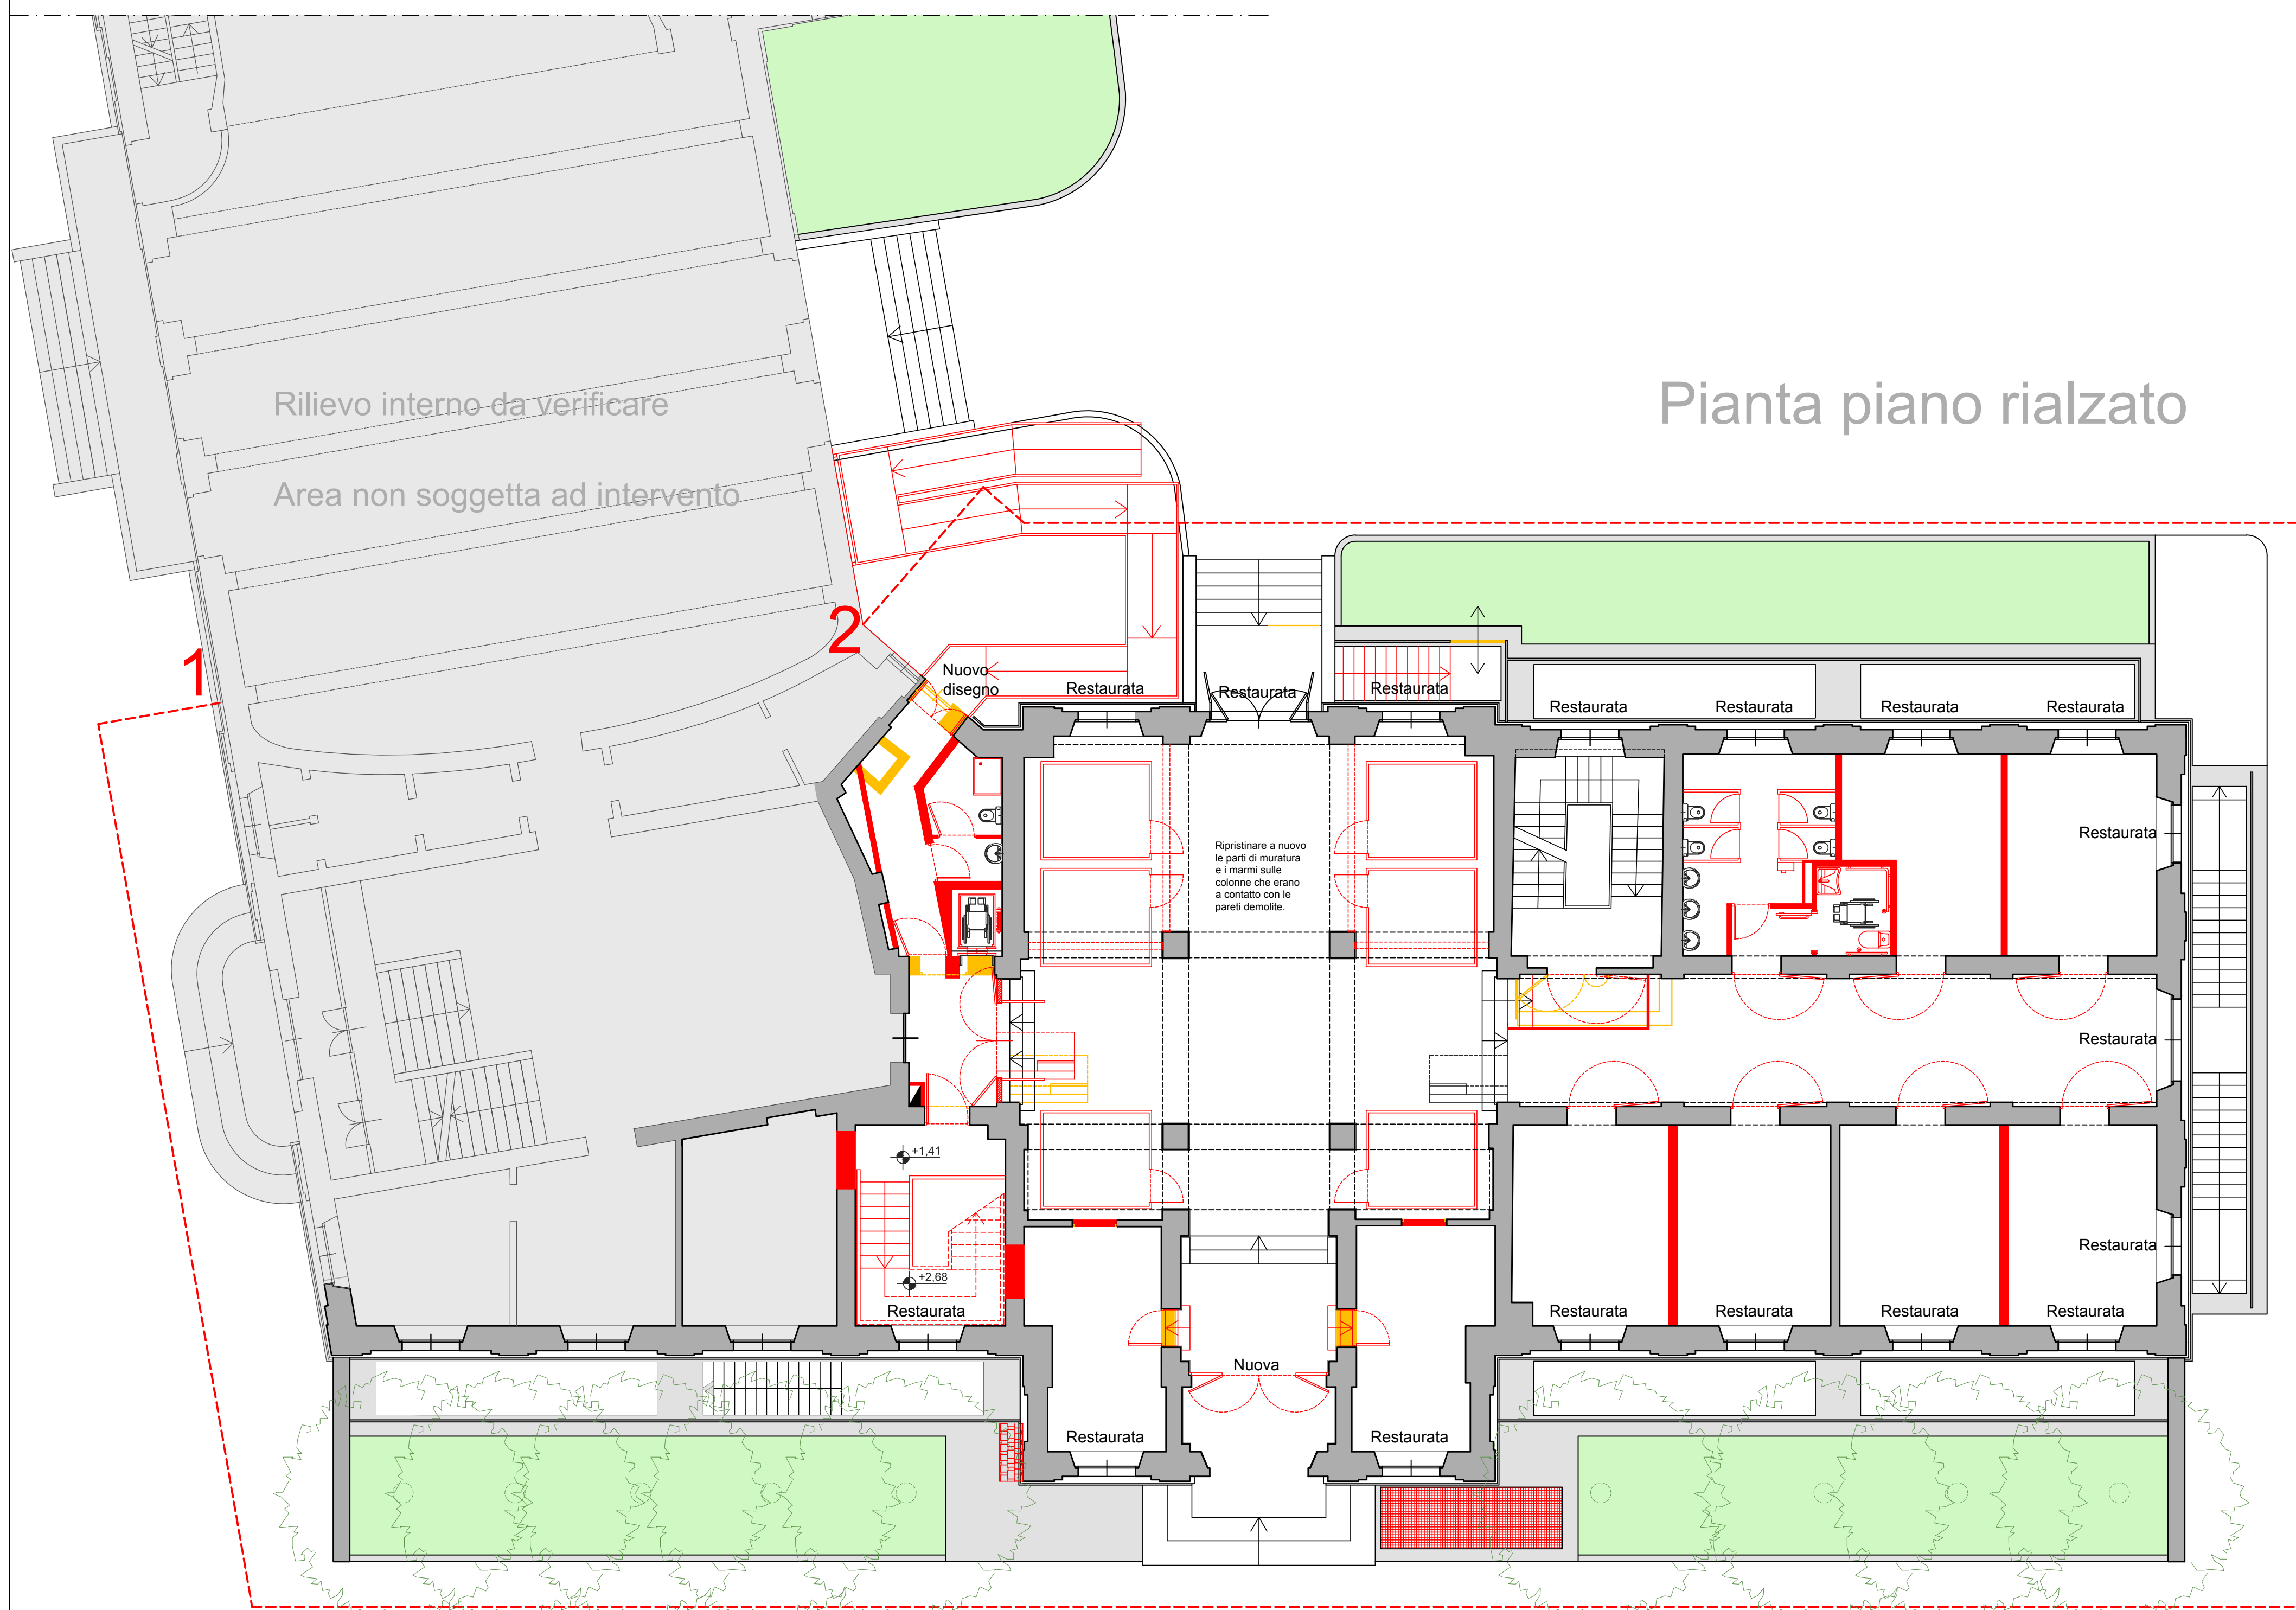 Pianta piano rialzato
Rilievo interno da verificare
Area non soggetta ad intervento
1
2
Nuovo
disegno
Restaurata
Restaurata
Restaurata
Restaurata
Restaurata
Restaurata
Restaurata
Ripristinare a nuovo
le parti di muratura
e i marmi sulle
colonne che erano
a contatto con le
pareti demolite.
Restaurata
Restaurata
+1,41
Restaurata
+2,68
Restaurata
Restaurata
Restaurata
Restaurata
Restaurata
Nuova
Restaurata
Restaurata